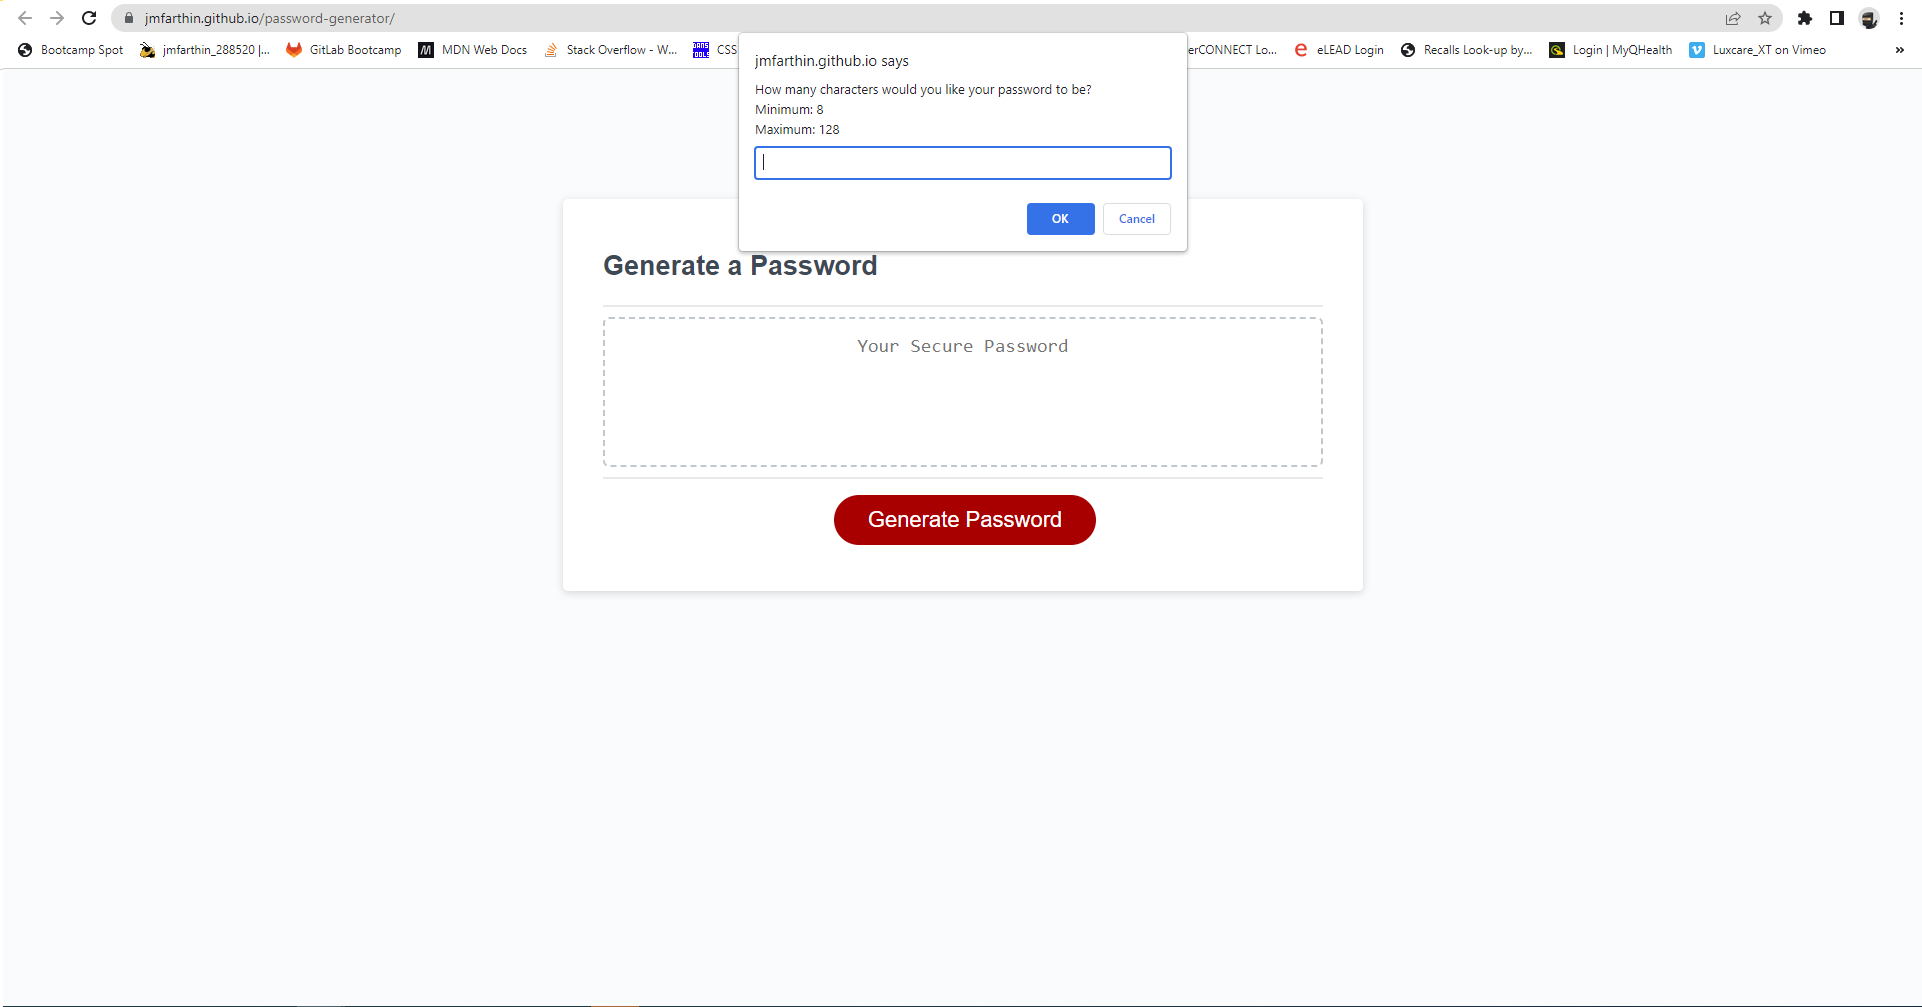 jmfarthin.github.io/password-generator/
Bootcamp Spot jmfarthin_288520 |... GitLab Bootcamp M MDN Web Docs Stack Overflow - W... DANS TOOLS CSS erCONNECT Lo... e eLEAD Login Recalls Look-up by... Login | MyQHealth Luxcare_XT on Vimeo »
jmfarthin.github.io says
How many characters would you like your password to be?
Minimum: 8
Maximum: 128
OK Cancel
Generate a Password
Your Secure Password
Generate Password